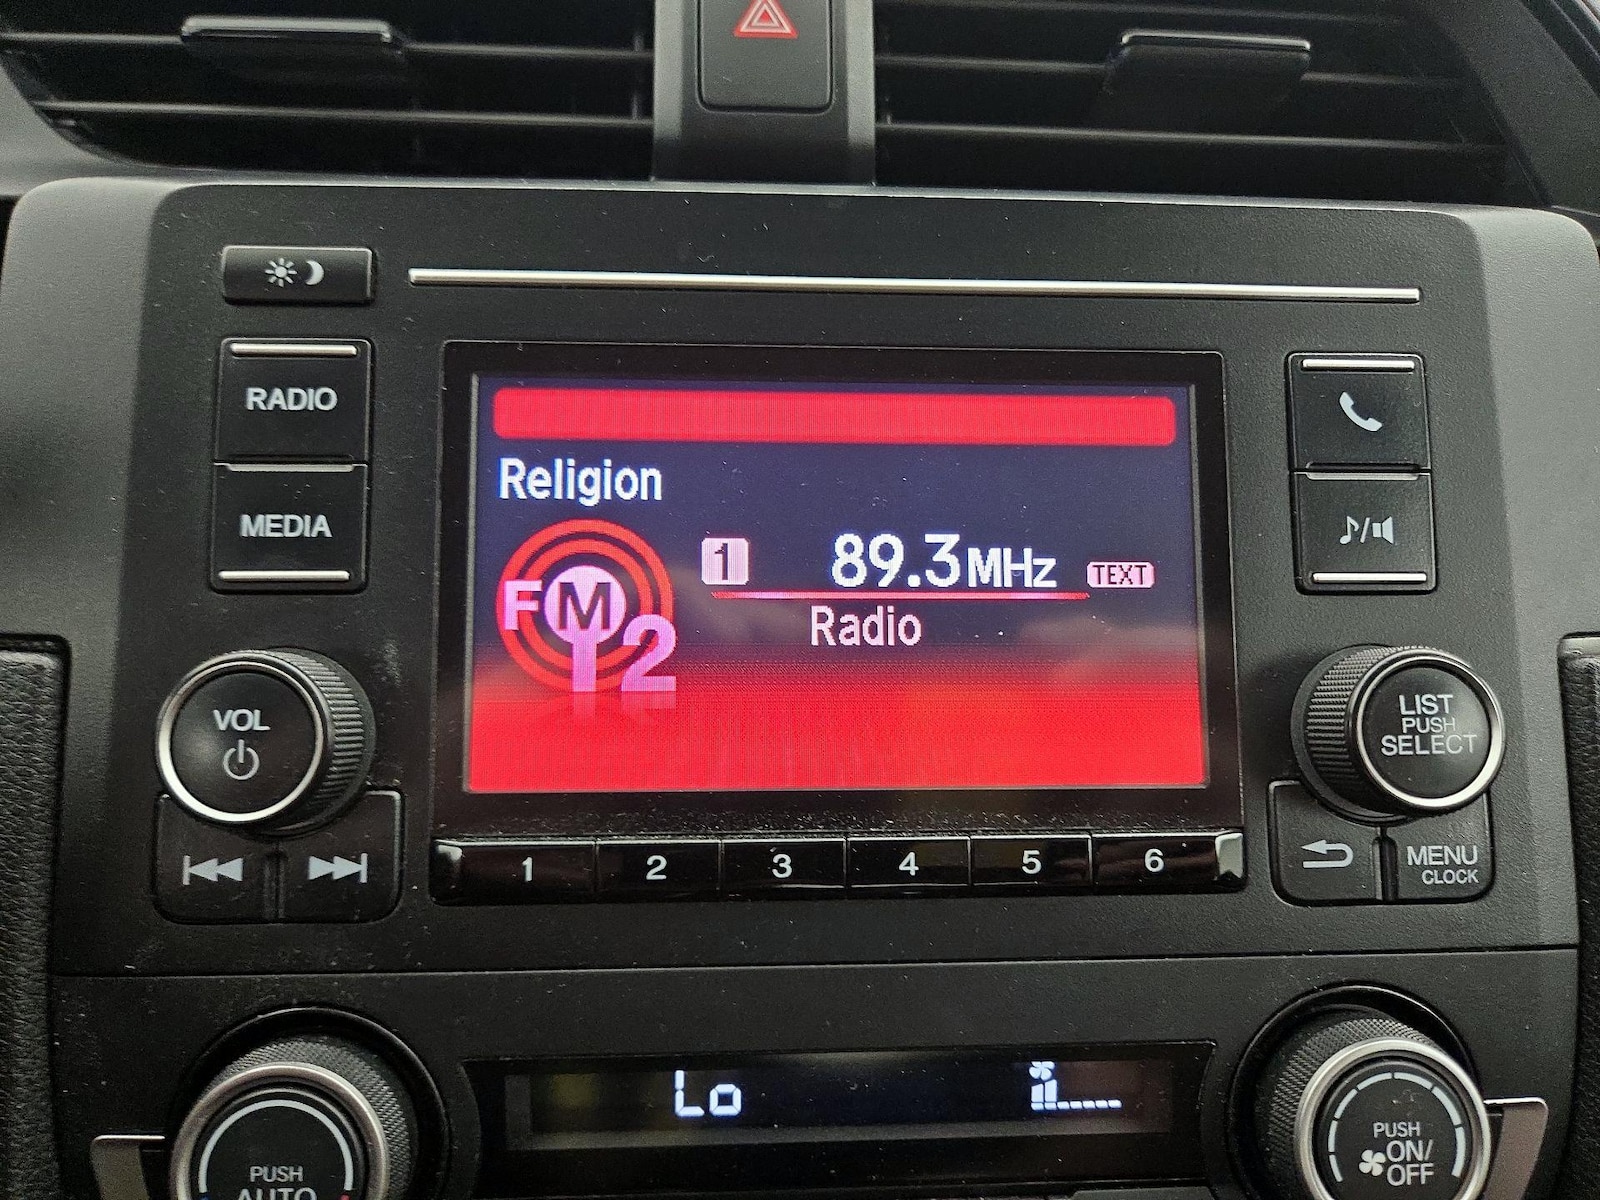 RADIO
MEDIA
VOL
Religion
FM
2
1
89.3MHz
TEXT
Radio
LIST
PUSH
SELECT
1
2
3
4
5
6
MENU
CLOCK
Lo
PUSH
AUTO
PUSH
ON/
OFF